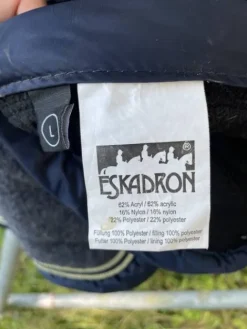 L
®
ESKADRON
62% Acryl / 62% acrylic
16% Nylon / 16% nylon
22% Polyester / 22% polyester
Füllung 100% Polyester / filling 100% polyester
Futter 100% Polyester / lining 100% polyester